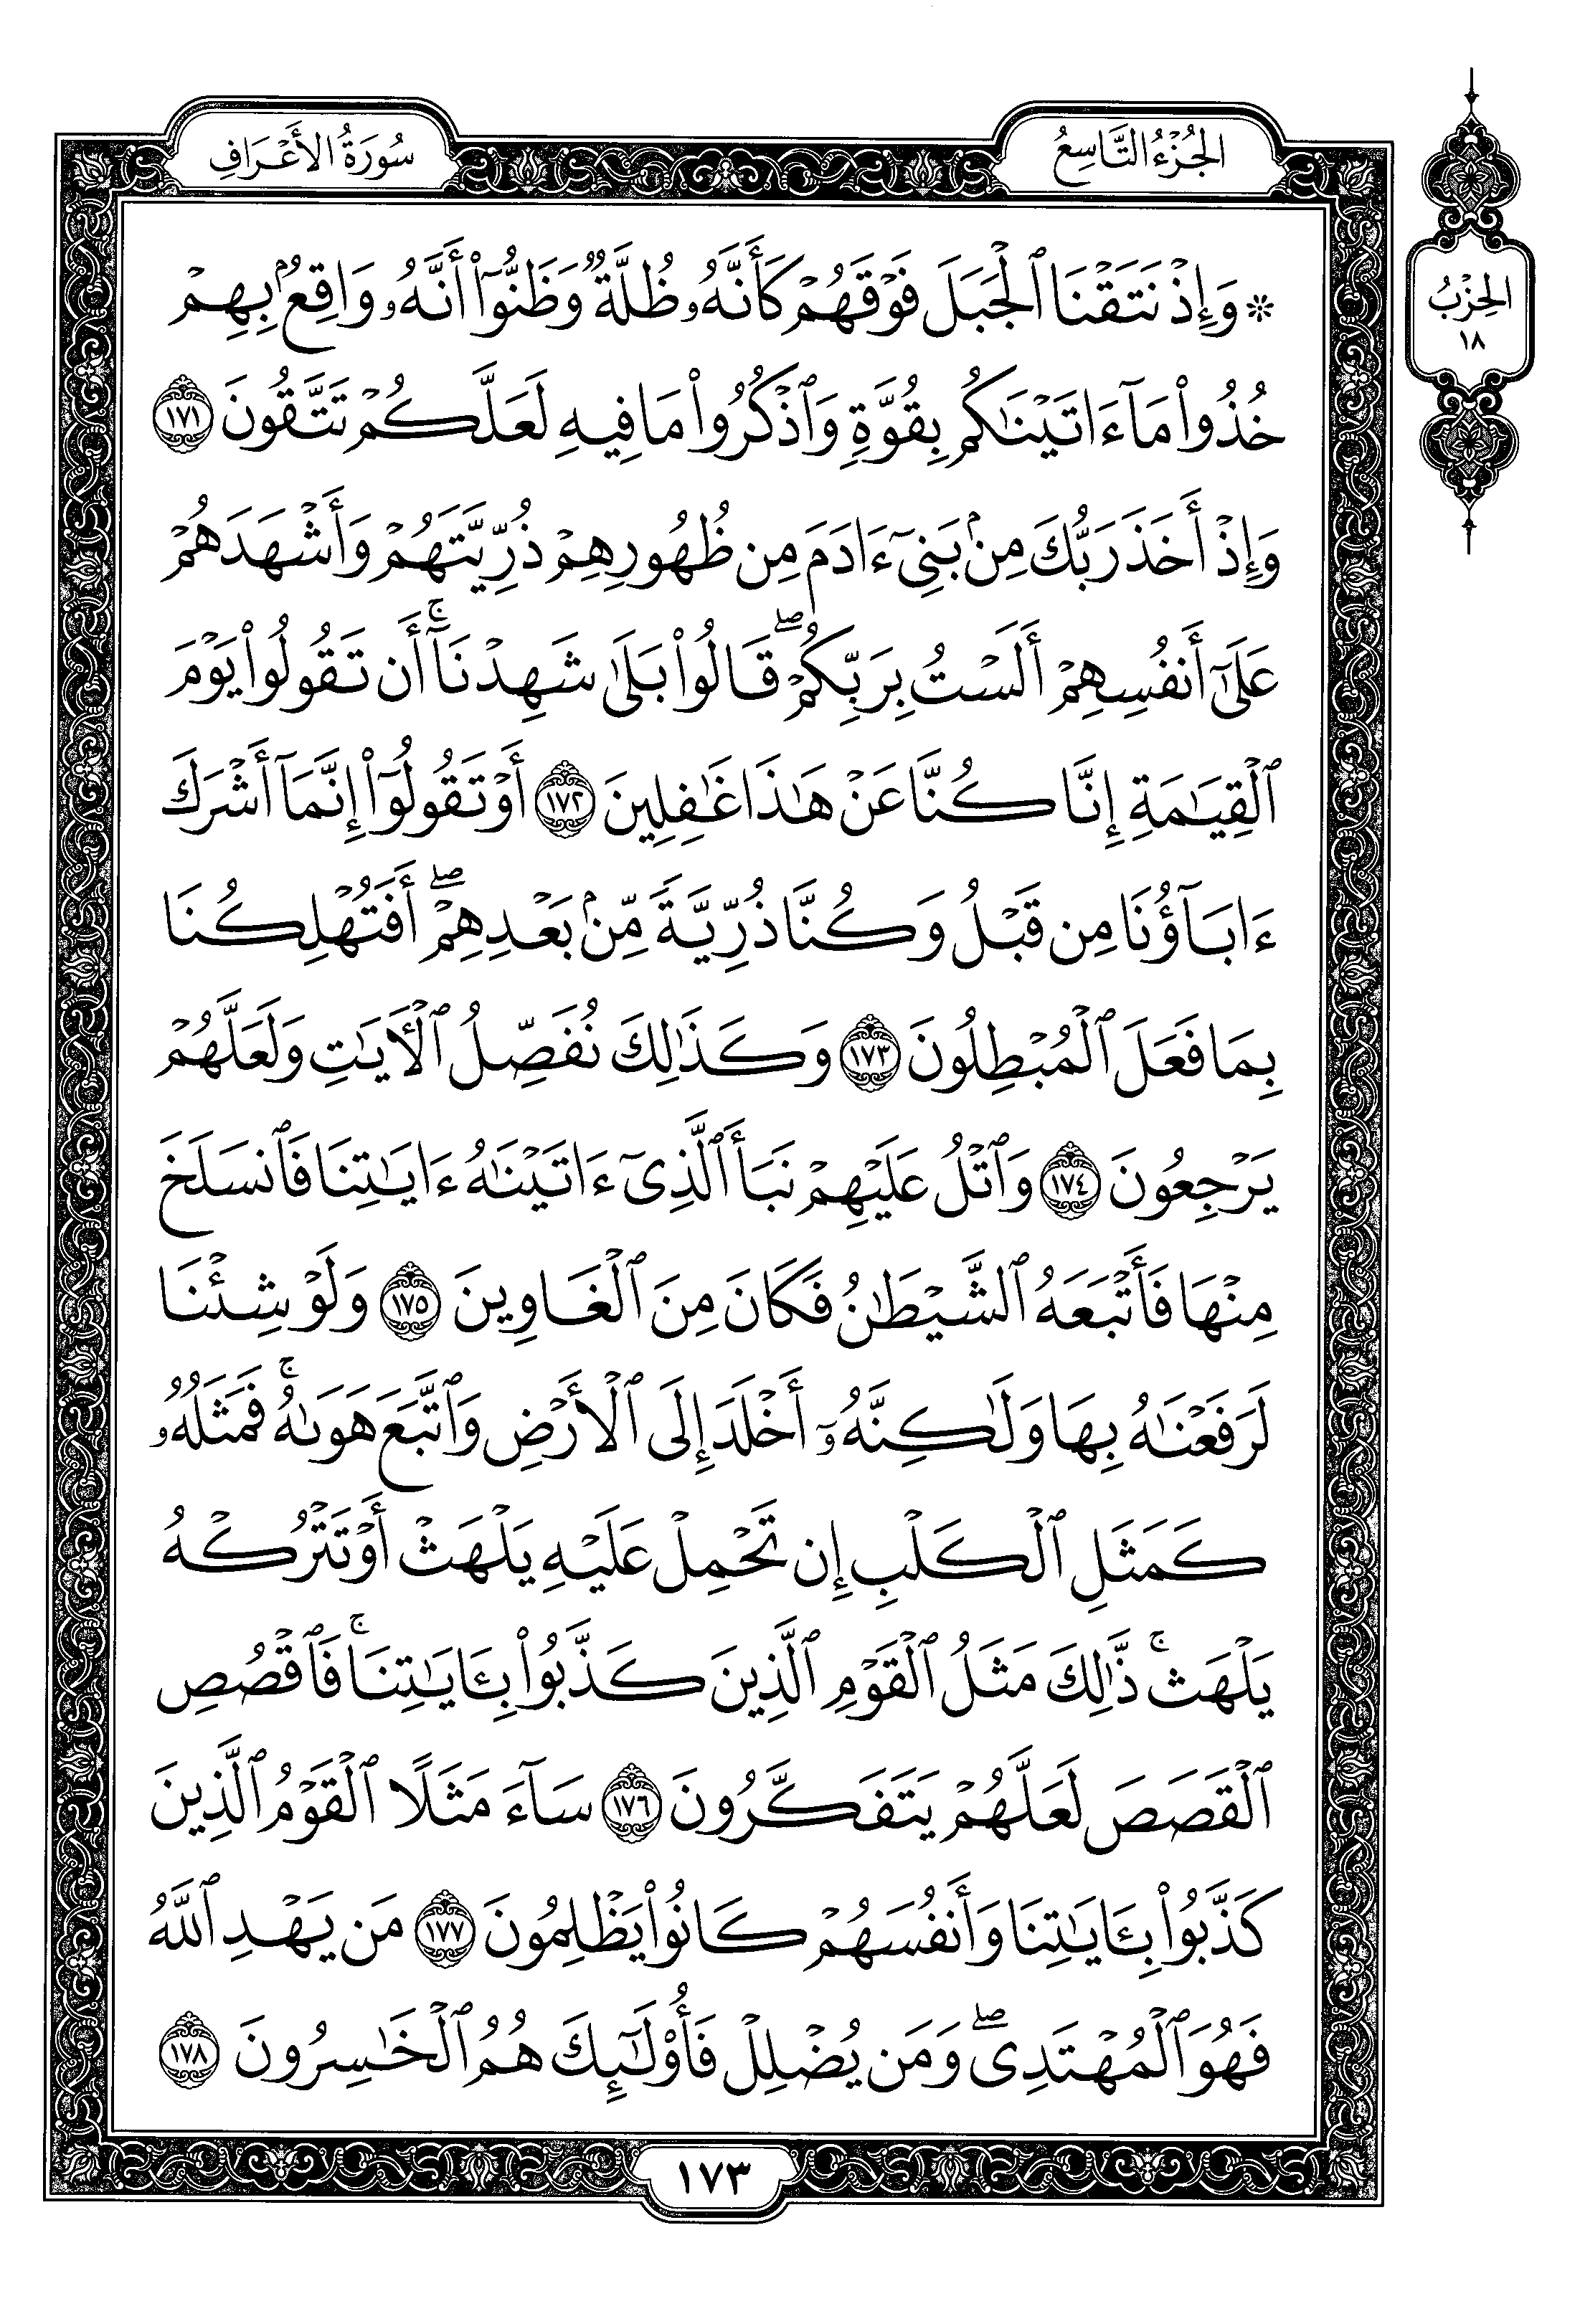 الجُزْءُ التَّاسِعُ
سُورَةُ الأَعْرَافِ
الحِزْبُ
١٨
۞ وَإِذۡ نَتَقۡنَا ٱلۡجَبَلَ فَوۡقَهُمۡ كَأَنَّهُۥ ظُلَّةٞ وَظَنُّوٓاْ أَنَّهُۥ وَاقِعُۢ بِهِمۡ
خُذُواْ مَآ ءَاتَيۡنَٰكُم بِقُوَّةٖ وَٱذۡكُرُواْ مَا فِيهِ لَعَلَّكُمۡ تَتَّقُونَ ١٧١
وَإِذۡ أَخَذَ رَبُّكَ مِنۢ بَنِيٓ ءَادَمَ مِن ظُهُورِهِمۡ ذُرِّيَّتَهُمۡ وَأَشۡهَدَهُمۡ
عَلَىٰٓ أَنفُسِهِمۡ أَلَسۡتُ بِرَبِّكُمۡۖ قَالُواْ بَلَىٰ شَهِدۡنَآۚ أَن تَقُولُواْ يَوۡمَ
ٱلۡقِيَٰمَةِ إِنَّا كُنَّا عَنۡ هَٰذَا غَٰفِلِينَ ١٧٢ أَوۡ تَقُولُوٓاْ إِنَّمَآ أَشۡرَكَ
ءَابَآؤُنَا مِن قَبۡلُ وَكُنَّا ذُرِّيَّةٗ مِّنۢ بَعۡدِهِمۡۖ أَفَتُهۡلِكُنَا
بِمَا فَعَلَ ٱلۡمُبۡطِلُونَ ١٧٣ وَكَذَٰلِكَ نُفَصِّلُ ٱلۡأٓيَٰتِ وَلَعَلَّهُمۡ
يَرۡجِعُونَ ١٧٤ وَٱتۡلُ عَلَيۡهِمۡ نَبَأَ ٱلَّذِيٓ ءَاتَيۡنَٰهُ ءَايَٰتِنَا فَٱنسَلَخَ
مِنۡهَا فَأَتۡبَعَهُ ٱلشَّيۡطَٰنُ فَكَانَ مِنَ ٱلۡغَاوِينَ ١٧٥ وَلَوۡ شِئۡنَا
لَرَفَعۡنَٰهُ بِهَا وَلَٰكِنَّهُۥٓ أَخۡلَدَ إِلَى ٱلۡأَرۡضِ وَٱتَّبَعَ هَوَىٰهُۚ فَمَثَلُهُۥ
كَمَثَلِ ٱلۡكَلۡبِ إِن تَحۡمِلۡ عَلَيۡهِ يَلۡهَثۡ أَوۡ تَتۡرُكۡهُ
يَلۡهَثۚ ذَّٰلِكَ مَثَلُ ٱلۡقَوۡمِ ٱلَّذِينَ كَذَّبُواْ بِـَٔايَٰتِنَاۚ فَٱقۡصُصِ
ٱلۡقَصَصَ لَعَلَّهُمۡ يَتَفَكَّرُونَ ١٧٦ سَآءَ مَثَلًا ٱلۡقَوۡمُ ٱلَّذِينَ
كَذَّبُواْ بِـَٔايَٰتِنَا وَأَنفُسَهُمۡ كَانُواْ يَظۡلِمُونَ ١٧٧ مَن يَهۡدِ ٱللَّهُ
فَهُوَ ٱلۡمُهۡتَدِيۖ وَمَن يُضۡلِلۡ فَأُوْلَٰٓئِكَ هُمُ ٱلۡخَٰسِرُونَ ١٧٨
١٧٣